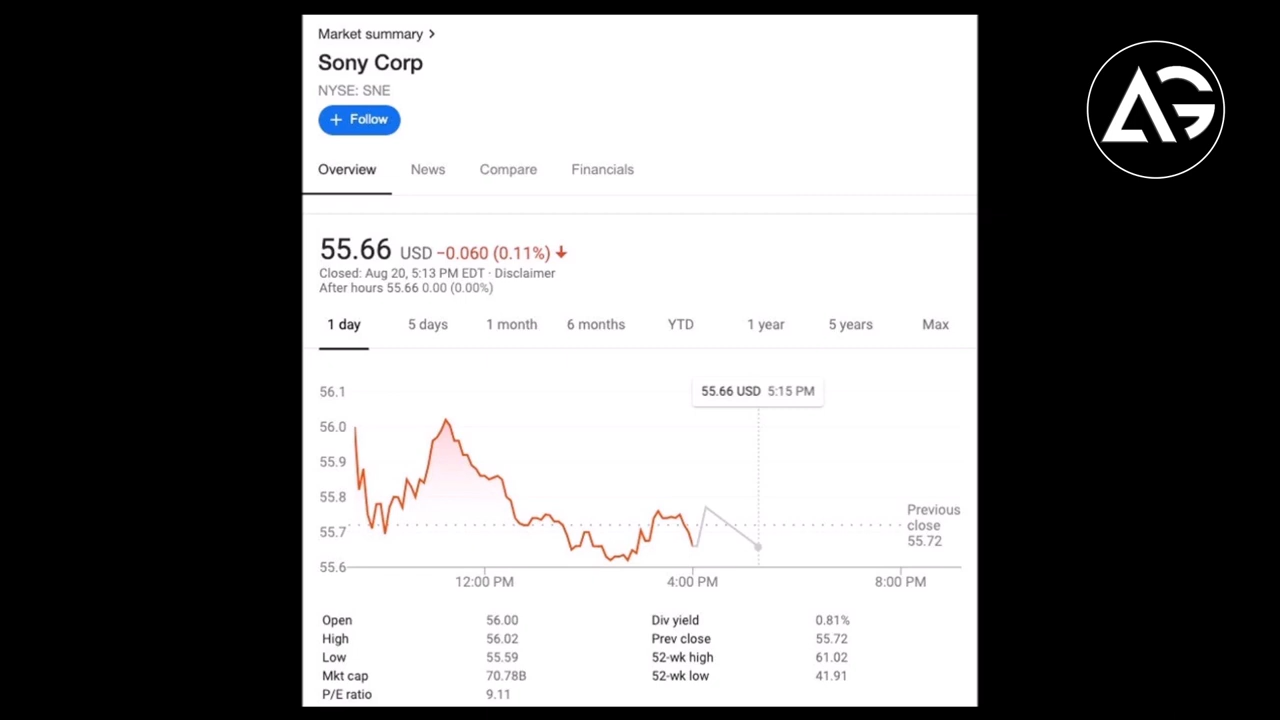 Market summary
Sony Corp
NYSE: SNE
+ Follow
Overview News Compare Financials
55.66 USD −0.060 (0.11%)
Closed: Aug 20, 5:13 PM EDT · Disclaimer
After hours 55.66 0.00 (0.00%)
1 day 5 days 1 month 6 months YTD 1 year 5 years Max
55.66 USD 5:15 PM
56.1
56.0
55.9
55.8
55.7
55.6
Previous
close
55.72
12:00 PM 4:00 PM 8:00 PM
Open 56.00 Div yield 0.81%
High 56.02 Prev close 55.72
Low 55.59 52-wk high 61.02
Mkt cap 70.78B 52-wk low 41.91
P/E ratio 9.11
AG